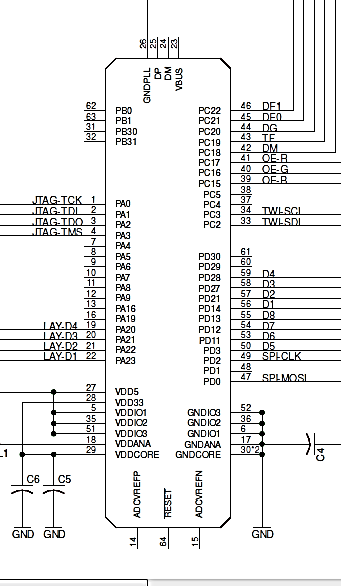 26 25 24 23
GNDPLL DP DM VBUS
62 PB0 PC22 46 DE1
63 PB1 PC21 45 DE0
31 PB30 PC20 44 DG
32 PB31 PC19 43 TF
PC18 42 DM
PC17 41 OE-R
PC16 40 OE-G
PC15 39 OE-B
PC5 38
JTAG-TCK 1 PA0 PC4 37
JTAG-TDI 2 PA1 PC3 34 TWI-SCL
JTAG-TDO 3 PA2 PC2 33 TWI-SDI
JTAG-TMS 4 PA3
7 PA4
8 PA5 PD30 61
9 PA6 PD29 60
10 PA7 PD28 59 D4
11 PA8 PD27 58 D3
12 PA9 PD21 57 D2
13 PA16 PD14 56 D1
16 PA18 PD13 55 D8
LAY-D4 19 PA20 PD12 54 D7
LAY-D3 20 PA21 PD11 53 D6
LAY-D2 21 PA22 PD3 50 D5
LAY-D1 22 PA23 PD2 49 SPI-CLK
PD1 48
PD0 47 SPI-MOSI
27 VDD5
28 VDD33
5 VDDIO1 GNDIO3 52
35 VDDIO2 GNDIO2 36
51 VDDIO3 GNDIO1 6
18 VDDANA GNDANA 17
29 VDDCORE GNDCORE 30*2
C4
C6 C5
ADCVREFP RESET ADCVREFN
GND GND GND
14 64 15